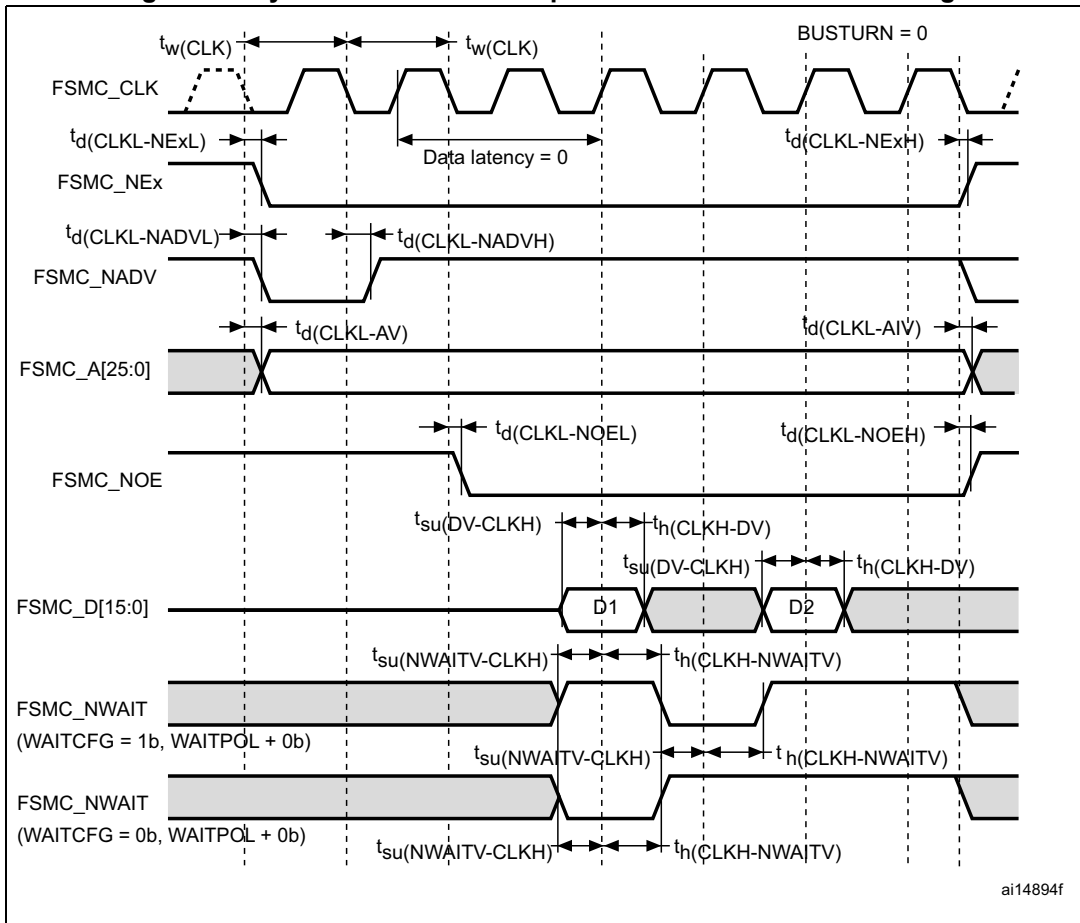 BUSTURN = 0
tw(CLK) tw(CLK)
FSMC_CLK
td(CLKL-NExL) Data latency = 0 td(CLKL-NExH)
FSMC_NEx
td(CLKL-NADVL) td(CLKL-NADVH)
FSMC_NADV
td(CLKL-AV) td(CLKL-AIV)
FSMC_A[25:0]
td(CLKL-NOEL) td(CLKL-NOEH)
FSMC_NOE
tsu(DV-CLKH) th(CLKH-DV)
tsu(DV-CLKH) th(CLKH-DV)
FSMC_D[15:0] D1 D2
tsu(NWAITV-CLKH) th(CLKH-NWAITV)
FSMC_NWAIT
(WAITCFG = 1b, WAITPOL + 0b)
tsu(NWAITV-CLKH) th(CLKH-NWAITV)
FSMC_NWAIT
(WAITCFG = 0b, WAITPOL + 0b)
tsu(NWAITV-CLKH) th(CLKH-NWAITV)
ai14894f